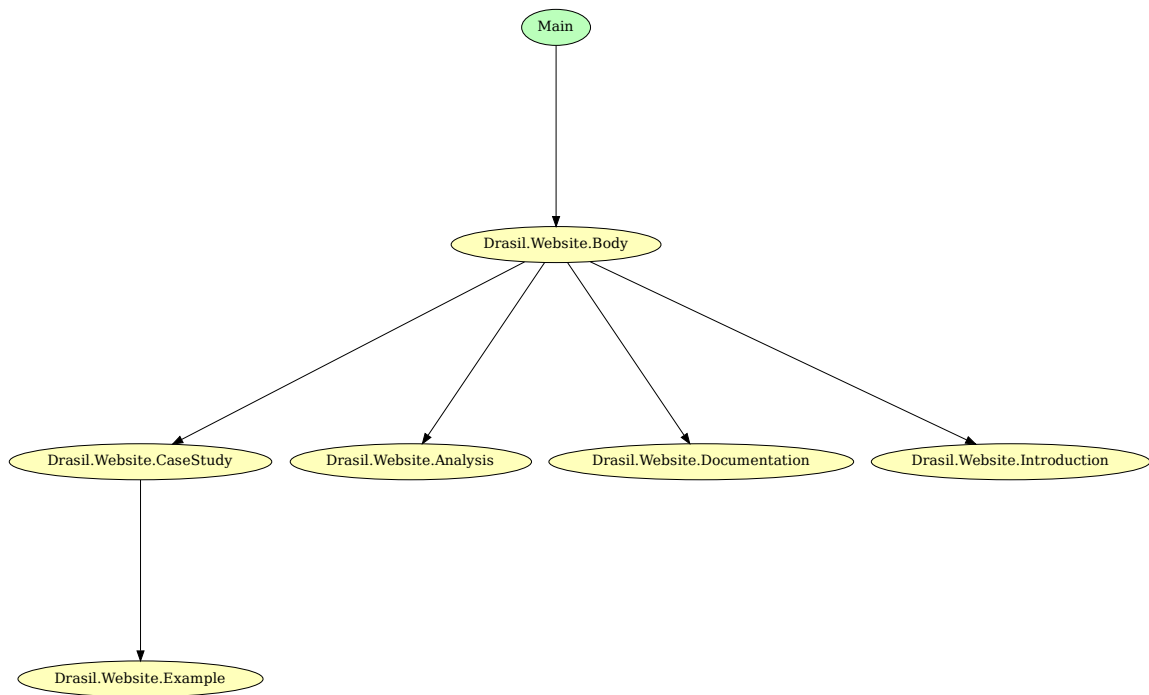 Main
Drasil.Website.Body
Drasil.Website.CaseStudy
Drasil.Website.Analysis
Drasil.Website.Documentation
Drasil.Website.Introduction
Drasil.Website.Example